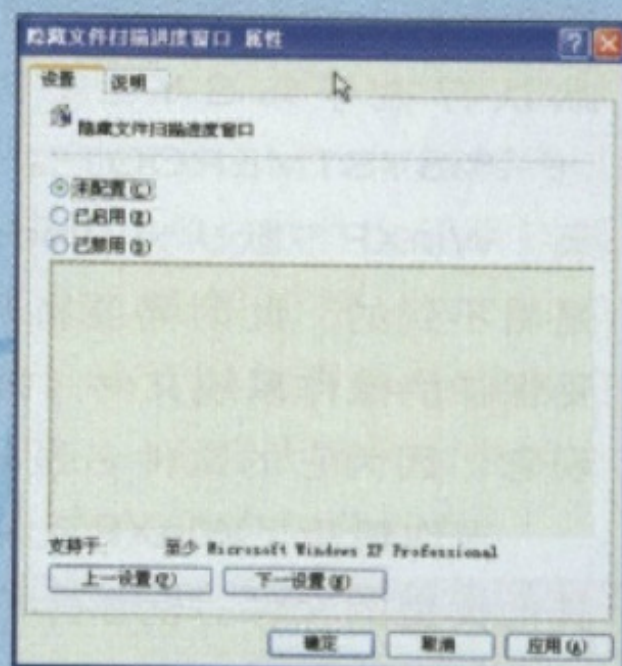 隐藏文件扫描进度窗口 属性
设置 说明
隐藏文件扫描进度窗口
未配置(C)
已启用(E)
已禁用(D)
支持于: 至少 Microsoft Windows XP Professional
上一设置(P) 下一设置(N)
确定 取消 应用(A)